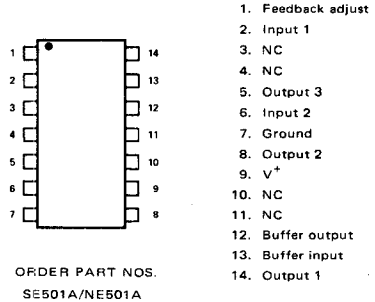 1 14
2 13
3 12
4 11
5 10
6 9
7 8
ORDER PART NOS.
SE501A/NE501A
1. Feedback adjust
2. Input 1
3. NC
4. NC
5. Output 3
6. Input 2
7. Ground
8. Output 2
9. V+
10. NC
11. NC
12. Buffer output
13. Buffer input
14. Output 1